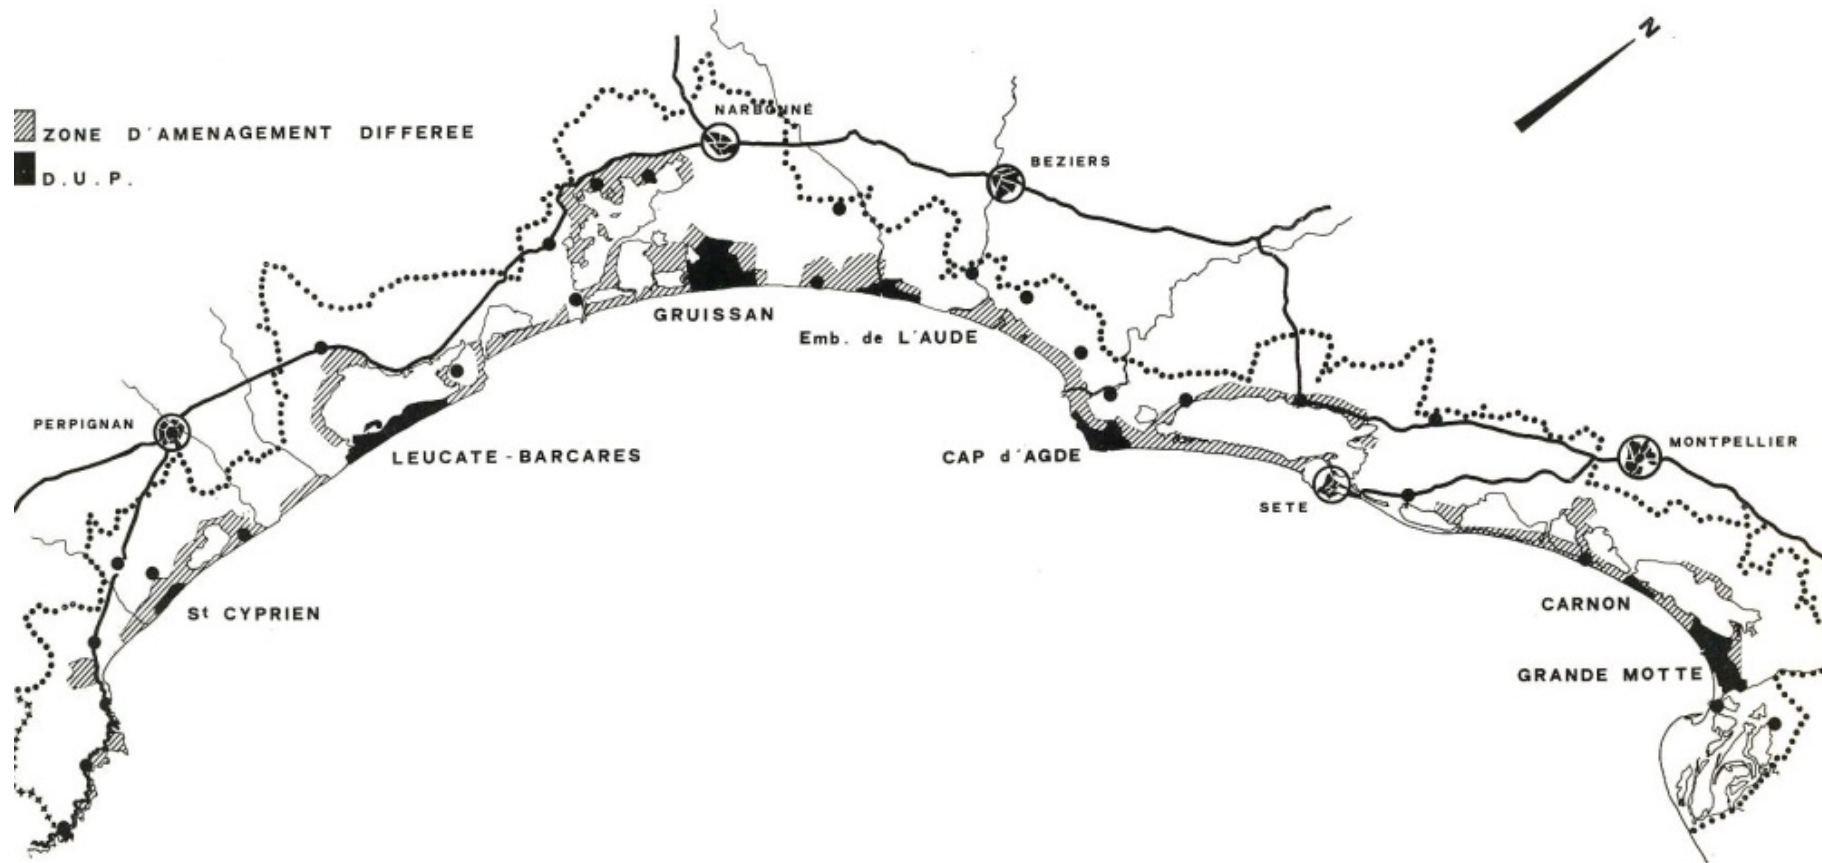 N
ZONE D'AMENAGEMENT DIFFEREE
D.U.P.
NARBONNÉ
BEZIERS
GRUISSAN
Emb. de L'AUDE
PERPIGNAN
LEUCATE-BARCARES
CAP d'AGDE
MONTPELLIER
SETE
St CYPRIEN
CARNON
GRANDE MOTTE